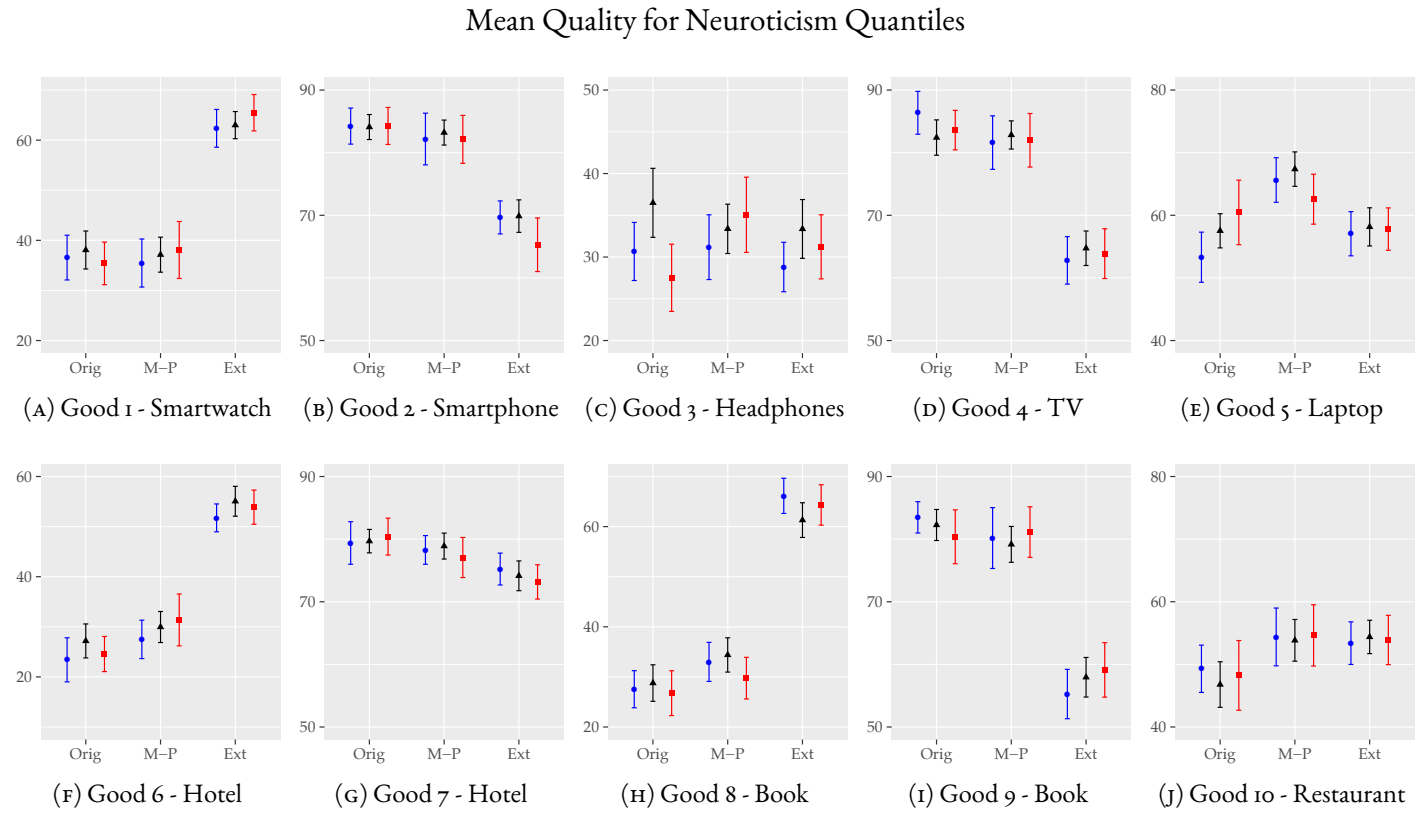 Mean Quality for Neuroticism Quantiles
60
40
20
Orig M−P Ext
(A) Good 1 - Smartwatch
90
70
50
Orig M−P Ext
(B) Good 2 - Smartphone
50
40
30
20
Orig M−P Ext
(C) Good 3 - Headphones
90
70
50
Orig M−P Ext
(D) Good 4 - TV
80
60
40
Orig M−P Ext
(E) Good 5 - Laptop
60
40
20
Orig M−P Ext
(F) Good 6 - Hotel
90
70
50
Orig M−P Ext
(G) Good 7 - Hotel
60
40
20
Orig M−P Ext
(H) Good 8 - Book
90
70
50
Orig M−P Ext
(I) Good 9 - Book
80
60
40
Orig M−P Ext
(J) Good 10 - Restaurant